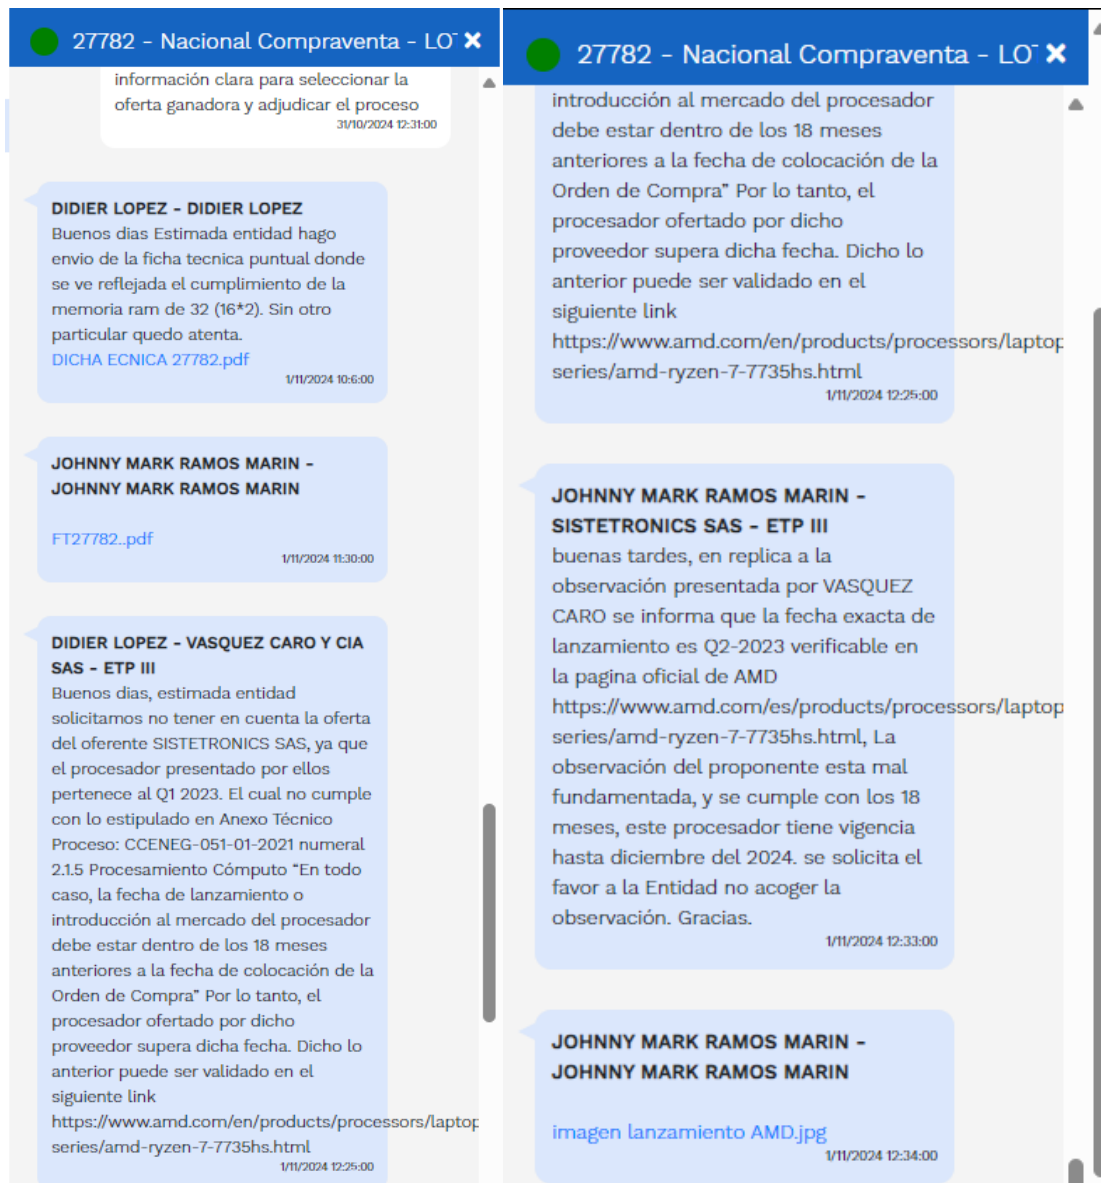 27782 - Nacional Compraventa - LO
información clara para seleccionar la
oferta ganadora y adjudicar el proceso
31/10/2024 12:31:00
DIDIER LOPEZ - DIDIER LOPEZ
Buenos dias Estimada entidad hago
envio de la ficha tecnica puntual donde
se ve reflejada el cumplimiento de la
memoria ram de 32 (16*2). Sin otro
particular quedo atenta.
DICHA ECNICA 27782.pdf
1/11/2024 10:6:00
JOHNNY MARK RAMOS MARIN -
JOHNNY MARK RAMOS MARIN
FT27782..pdf
1/11/2024 11:30:00
DIDIER LOPEZ - VASQUEZ CARO Y CIA
SAS - ETP III
Buenos dias, estimada entidad
solicitamos no tener en cuenta la oferta
del oferente SISTETRONICS SAS, ya que
el procesador presentado por ellos
pertenece al Q1 2023. El cual no cumple
con lo estipulado en Anexo Técnico
Proceso: CCENEG-051-01-2021 numeral
2.1.5 Procesamiento Cómputo “En todo
caso, la fecha de lanzamiento o
introducción al mercado del procesador
debe estar dentro de los 18 meses
anteriores a la fecha de colocación de la
Orden de Compra” Por lo tanto, el
procesador ofertado por dicho
proveedor supera dicha fecha. Dicho lo
anterior puede ser validado en el
siguiente link
https://www.amd.com/en/products/processors/laptop
series/amd-ryzen-7-7735hs.html
1/11/2024 12:25:00
27782 - Nacional Compraventa - LO
introducción al mercado del procesador
debe estar dentro de los 18 meses
anteriores a la fecha de colocación de la
Orden de Compra” Por lo tanto, el
procesador ofertado por dicho
proveedor supera dicha fecha. Dicho lo
anterior puede ser validado en el
siguiente link
https://www.amd.com/en/products/processors/laptop
series/amd-ryzen-7-7735hs.html
1/11/2024 12:25:00
JOHNNY MARK RAMOS MARIN -
SISTETRONICS SAS - ETP III
buenas tardes, en replica a la
observación presentada por VASQUEZ
CARO se informa que la fecha exacta de
lanzamiento es Q2-2023 verificable en
la pagina oficial de AMD
https://www.amd.com/es/products/processors/laptop
series/amd-ryzen-7-7735hs.html, La
observación del proponente esta mal
fundamentada, y se cumple con los 18
meses, este procesador tiene vigencia
hasta diciembre del 2024. se solicita el
favor a la Entidad no acoger la
observación. Gracias.
1/11/2024 12:33:00
JOHNNY MARK RAMOS MARIN -
JOHNNY MARK RAMOS MARIN
imagen lanzamiento AMD.jpg
1/11/2024 12:34:00